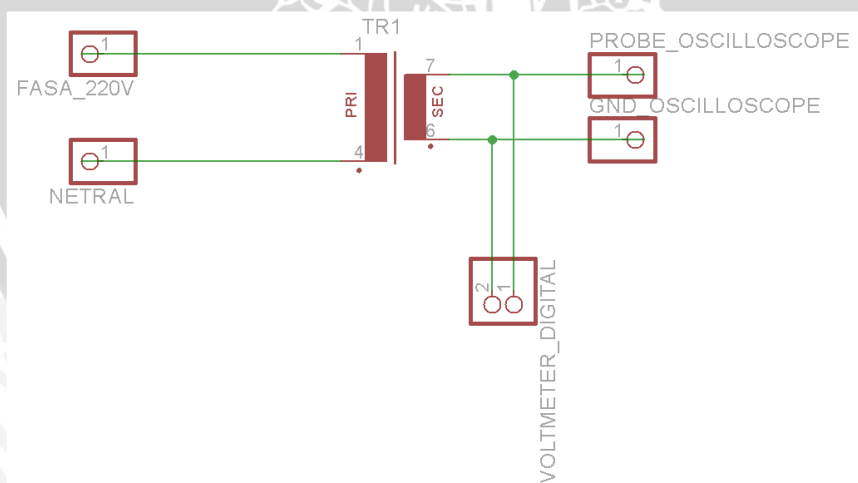 TR1
1
FASA_220V
1
NETRAL
1
4
PRI
SEC
7
6
PROBE_OSCILLOSCOPE
1
GND_OSCILLOSCOPE
1
2
1
VOLTMETER_DIGITAL